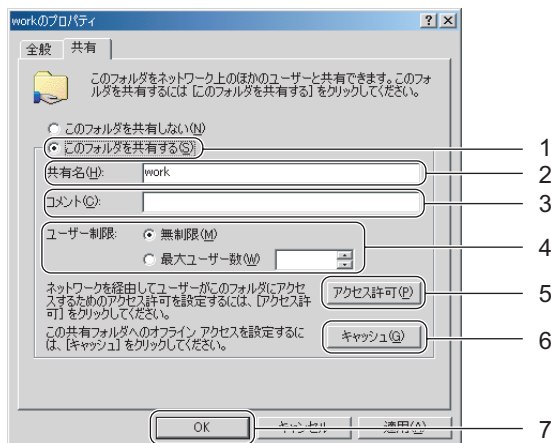 workのプロパティ
? ×
全般 共有
このフォルダをネットワーク上のほかのユーザーと共有できます。このフォ
ルダを共有するには [このフォルダを共有する] をクリックしてください。
このフォルダを共有しない(N)
このフォルダを共有する(S)
1
共有名(H): work
2
コメント(C):
3
ユーザー制限: 無制限(M)
最大ユーザー数(W)
4
ネットワークを経由してユーザーがこのフォルダにアクセ
スするためのアクセス許可を設定するには、[アクセス許
可] をクリックしてください。
アクセス許可(P)
5
この共有フォルダへのオフライン アクセスを設定するに
は、[キャッシュ] をクリックしてください。
キャッシュ(G)
6
OK キャンセル 適用(A)
7